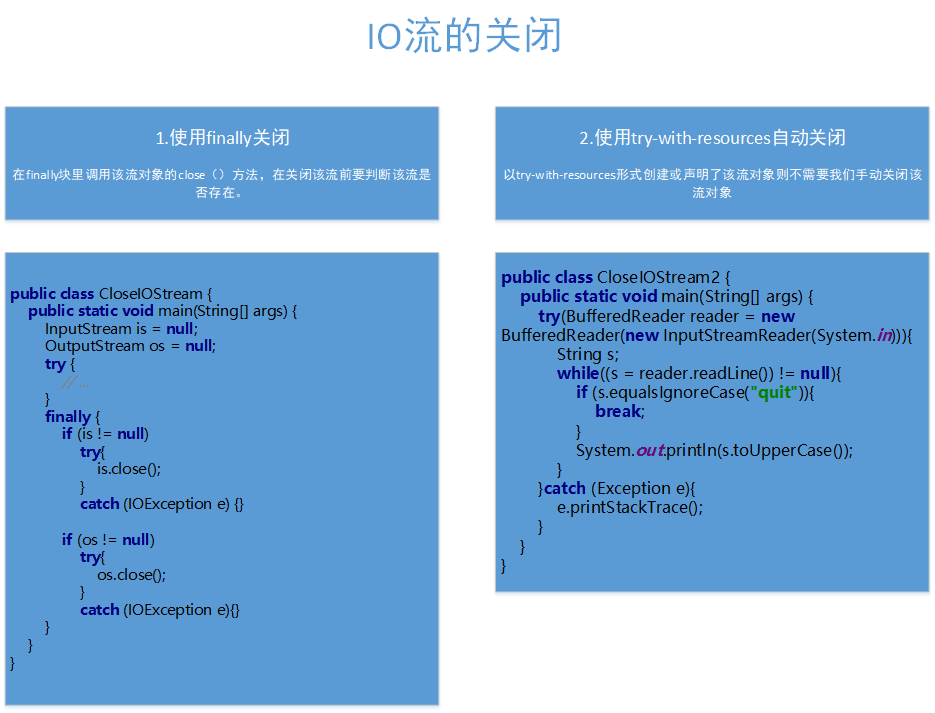 IO流的关闭
1.使用finally关闭
在finally块里调用该流对象的close（）方法，在关闭该流前要判断该流是
否存在。
2.使用try-with-resources自动关闭
以try-with-resources形式创建或声明了该流对象则不需要我们手动关闭该
流对象
public class CloseIOStream {
public static void main(String[] args) {
InputStream is = null;
OutputStream os = null;
try {
// ...
}
finally {
if (is != null)
try{
is.close();
}
catch (IOException e) {}
if (os != null)
try{
os.close();
}
catch (IOException e){}
}
}
}
public class CloseIOStream2 {
public static void main(String[] args) {
try(BufferedReader reader = new
BufferedReader(new InputStreamReader(System.in))){
String s;
while((s = reader.readLine()) != null){
if (s.equalsIgnoreCase("quit")){
break;
}
System.out.println(s.toUpperCase());
}
}catch (Exception e){
e.printStackTrace();
}
}
}